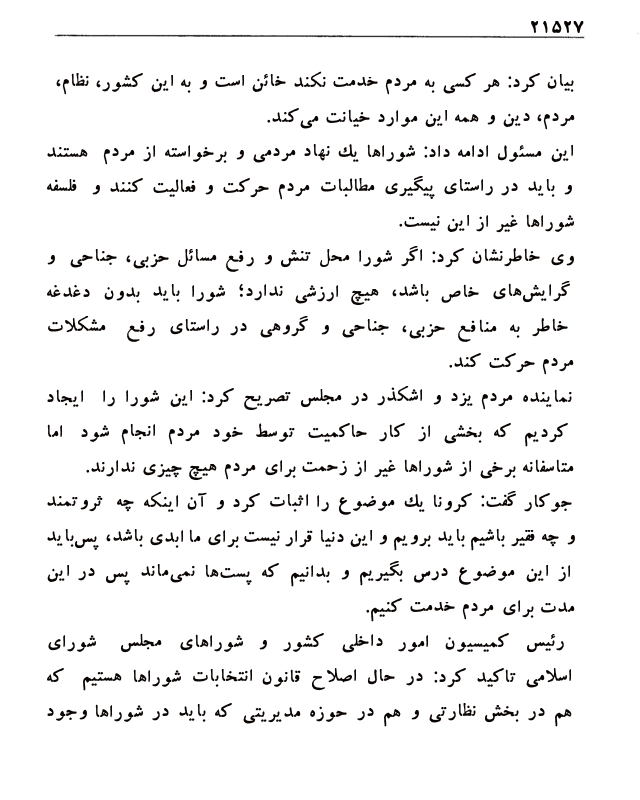 ۲۱۵۲۷
بیان کرد: هر کسی به مردم خدمت نکند خائن است و به این کشور، نظام،
مردم، دین و همه این موارد خیانت می‌کند.
این مسئول ادامه داد: شوراها یك نهاد مردمی و برخواسته از مردم هستند
و باید در راستای پیگیری مطالبات مردم حرکت و فعالیت کنند و فلسفه
شوراها غیر از این نیست.
وی خاطرنشان کرد: اگر شورا محل تنش و رفع مسائل حزبی، جناحی و
گرایش‌های خاص باشد، هیچ ارزشی ندارد؛ شورا باید بدون دغدغه
خاطر به منافع حزبی، جناحی و گروهی در راستای رفع مشکلات
مردم حرکت کند.
نماینده مردم یزد و اشکذر در مجلس تصریح کرد: این شورا را ایجاد
کردیم که بخشی از کار حاکمیت توسط خود مردم انجام شود اما
متاسفانه برخی از شوراها غیر از زحمت برای مردم هیچ چیزی ندارند.
جوکار گفت: کرونا یك موضوع را اثبات کرد و آن اینکه چه ثروتمند
و چه فقیر باشیم باید برویم و این دنیا قرار نیست برای ما ابدی باشد، پس‌باید
از این موضوع درس بگیریم و بدانیم که پست‌ها نمی‌ماند پس در این
مدت برای مردم خدمت کنیم.
رئیس کمیسیون امور داخلی کشور و شوراهای مجلس شورای
اسلامی تاکید کرد: در حال اصلاح قانون انتخابات شوراها هستیم که
هم در بخش نظارتی و هم در حوزه مدیریتی که باید در شوراها وجود